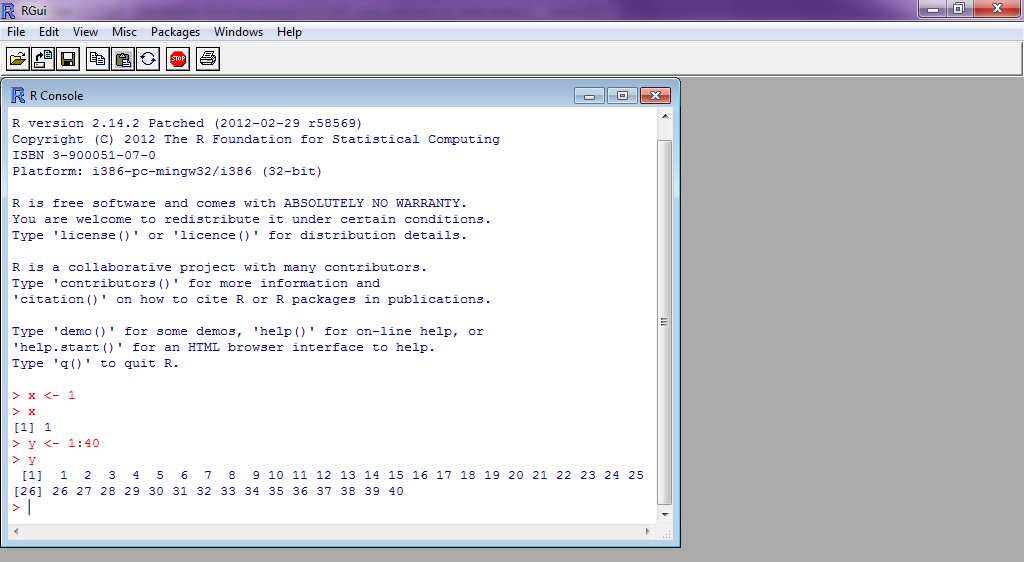 RGui
File Edit View Misc Packages Windows Help
STOP
R Console
R version 2.14.2 Patched (2012-02-29 r58569)
Copyright (C) 2012 The R Foundation for Statistical Computing
ISBN 3-900051-07-0
Platform: i386-pc-mingw32/i386 (32-bit)
R is free software and comes with ABSOLUTELY NO WARRANTY.
You are welcome to redistribute it under certain conditions.
Type 'license()' or 'licence()' for distribution details.
R is a collaborative project with many contributors.
Type 'contributors()' for more information and
'citation()' on how to cite R or R packages in publications.
Type 'demo()' for some demos, 'help()' for on-line help, or
'help.start()' for an HTML browser interface to help.
Type 'q()' to quit R.
> x <- 1
> x
[1] 1
> y <- 1:40
> y
 [1]  1  2  3  4  5  6  7  8  9 10 11 12 13 14 15 16 17 18 19 20 21 22 23 24 25
[26] 26 27 28 29 30 31 32 33 34 35 36 37 38 39 40
>